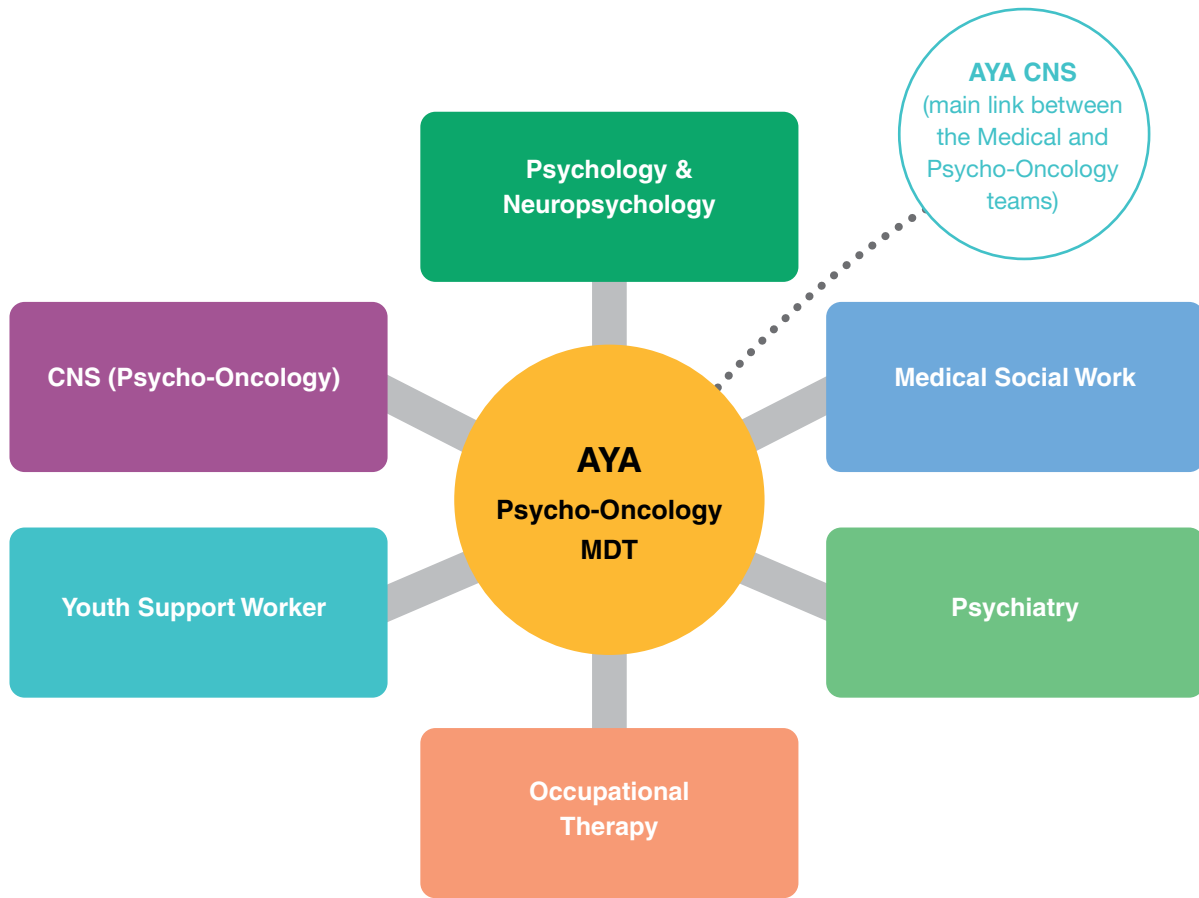 AYA CNS
(main link between
the Medical and
Psycho-Oncology
teams)
Psychology &
Neuropsychology
CNS (Psycho-Oncology)
Medical Social Work
AYA
Psycho-Oncology
MDT
Youth Support Worker
Psychiatry
Occupational
Therapy